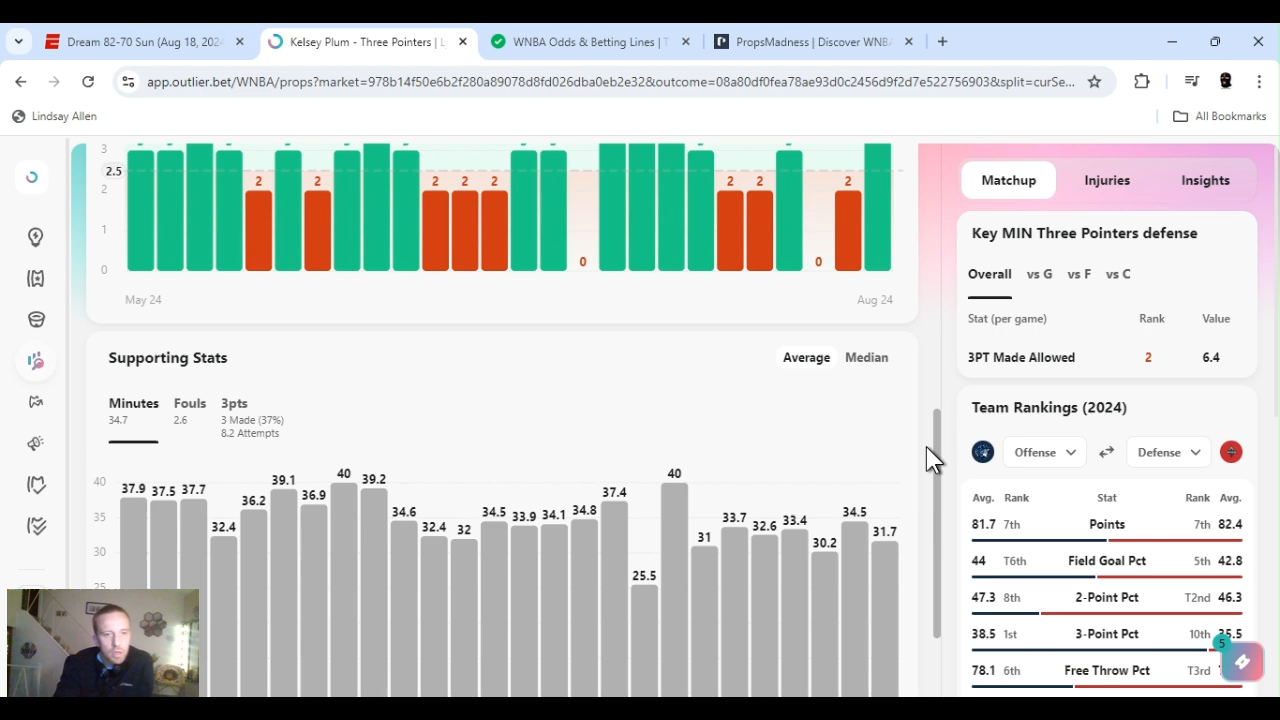 Dream 82-70 Sun (Aug 18, 202
Kelsey Plum - Three Pointers | L
WNBA Odds & Betting Lines | T
PropsMadness | Discover WNB
app.outlier.bet/WNBA/props?market=978b14f50e6b2f280a89078d8fd026dba0eb2e32&outcome=08a80df0fea78ae93d0c2456d9f2d7e522756903&split=curSe...
Lindsay Allen
All Bookmarks
3
2.5
2
1
0
2 2 2 2 2 0 2 2 0 2
May 24
Aug 24
Supporting Stats
Average Median
Minutes
34.7
Fouls
2.6
3pts
3 Made (37%)
8.2 Attempts
40
35
30
25
37.9 37.5 37.7 32.4 36.2 39.1 36.9 40 39.2 34.6 32.4 32 34.5 33.9 34.1 34.8 37.4 25.5 40 31 33.7 32.6 33.4 30.2 34.5 31.7
Matchup Injuries Insights
Key MIN Three Pointers defense
Overall vs G vs F vs C
Stat (per game) Rank Value
3PT Made Allowed 2 6.4
Team Rankings (2024)
Offense Defense
Avg. Rank Stat Rank Avg.
81.7 7th Points 7th 82.4
44 T6th Field Goal Pct 5th 42.8
47.3 8th 2-Point Pct T2nd 46.3
38.5 1st 3-Point Pct 10th 35.5
78.1 6th Free Throw Pct T3rd
5